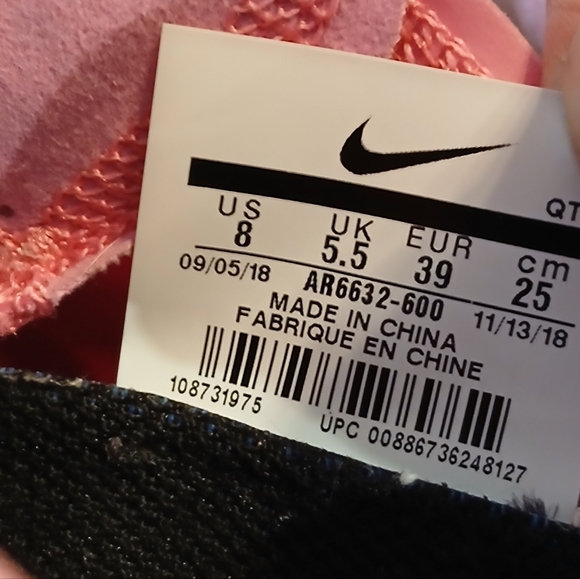 QT
US UK EUR cm
8 5.5 39 25
09/05/18 AR6632-600 11/13/18
MADE IN CHINA
FABRIQUE EN CHINE
108731975
UPC 00886736248127